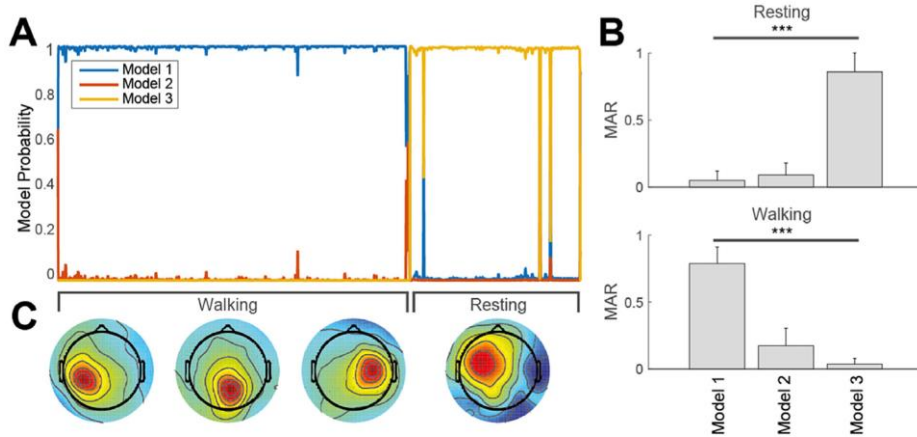 A
Model Probability
1
0.8
0.6
0.4
0.2
0
Model 1
Model 2
Model 3
Walking
Resting
B
Resting
***
MAR
1
0.5
0
Walking
***
MAR
1
0.5
0
Model 1
Model 2
Model 3
C